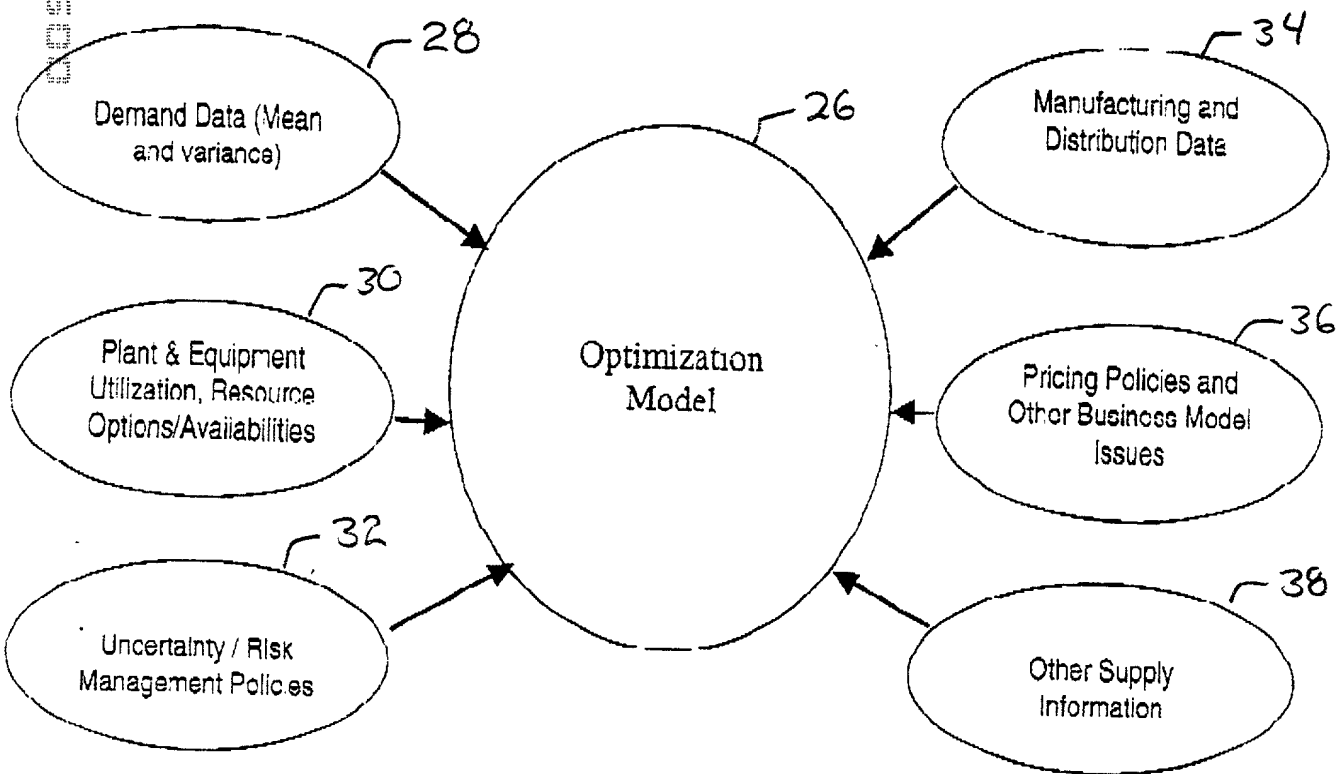 28
Demand Data (Mean
and variance)
30
Plant & Equipment
Utilization, Resource
Options/Availabilities
32
Uncertainty / Risk
Management Policies
26
Optimization
Model
34
Manufacturing and
Distribution Data
36
Pricing Policies and
Other Business Model
Issues
38
Other Supply
Information